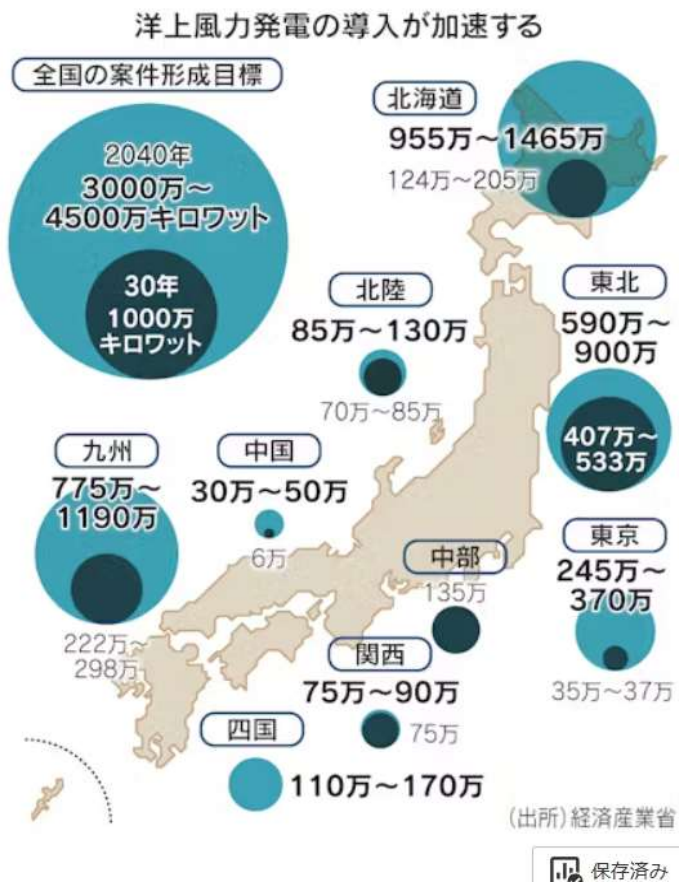 洋上風力発電の導入が加速する
全国の案件形成目標
2040年
3000万～
4500万キロワット
30年
1000万
キロワット
北海道
955万～1465万
124万～205万
北陸
85万～130万
70万～85万
東北
590万～
900万
407万～
533万
九州
775万～
1190万
222万～
298万
中国
30万～50万
6万
中部
135万
東京
245万～
370万
35万～37万
関西
75万～90万
75万
四国
110万～170万
(出所)経済産業省
保存済み